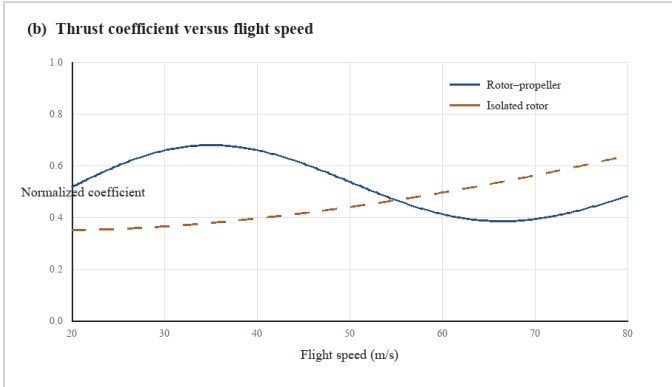 (b) Thrust coefficient versus flight speed
1.0
Rotor–propeller
Isolated rotor
0.8
0.6
Normalized coefficient
0.4
0.2
0.0
20 30 40 50 60 70 80
Flight speed (m/s)